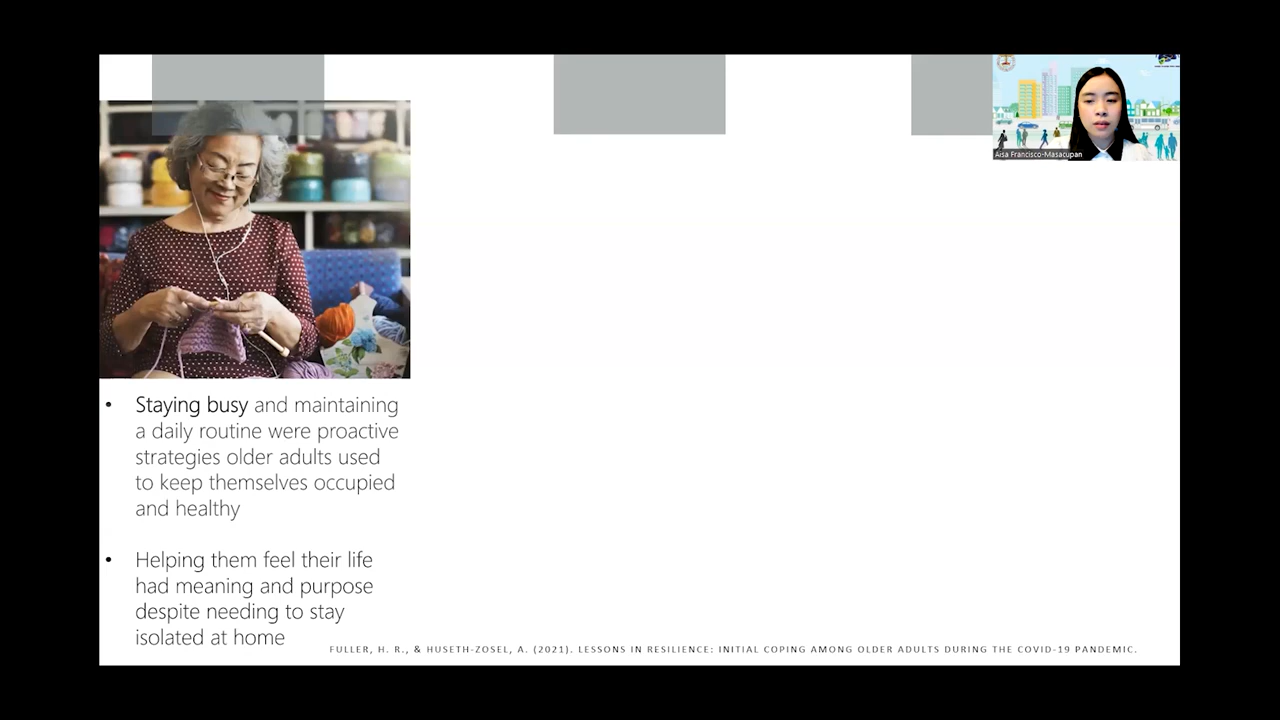 Aisa Francisco-Masacupan
• Staying busy and maintaining
a daily routine were proactive
strategies older adults used
to keep themselves occupied
and healthy
• Helping them feel their life
had meaning and purpose
despite needing to stay
isolated at home
FULLER, H. R., & HUSETH-ZOSEL, A. (2021). LESSONS IN RESILIENCE: INITIAL COPING AMONG OLDER ADULTS DURING THE COVID-19 PANDEMIC.